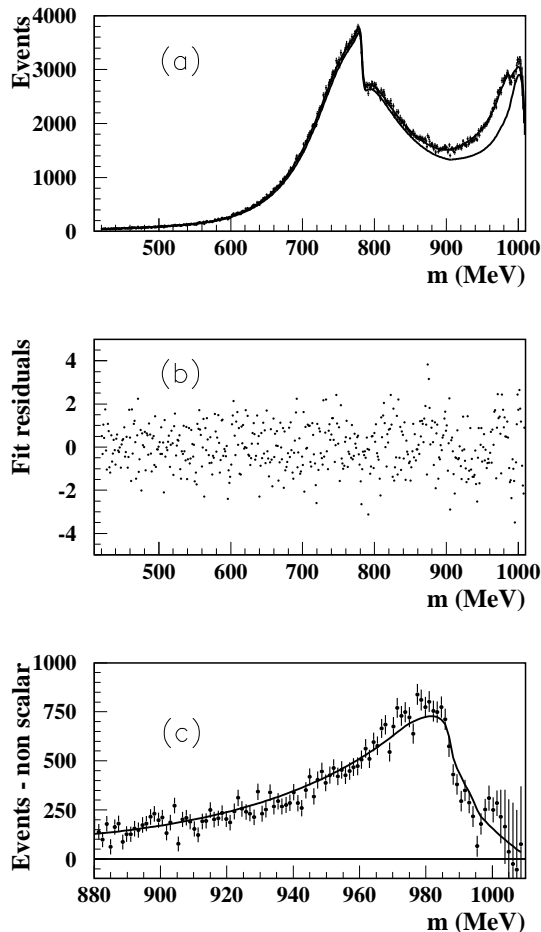 Events
4000
3000
2000
1000
0
(a)
500 600 700 800 900 1000
m (MeV)
Fit residuals
4
2
0
-2
-4
(b)
500 600 700 800 900 1000
m (MeV)
Events - non scalar
1000
750
500
250
0
(c)
880 900 920 940 960 980 1000
m (MeV)